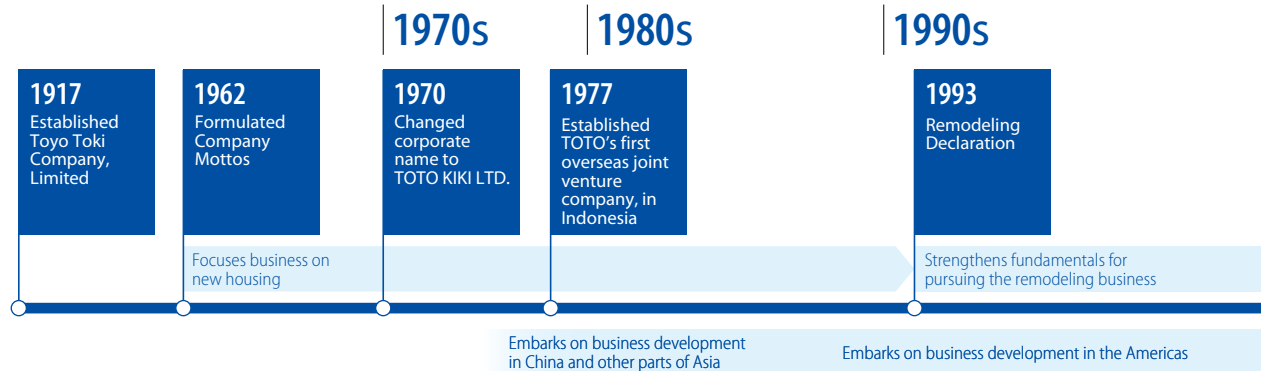 1970s
1980s
1990s
1917
Established
Toyo Toki
Company,
Limited
1962
Formulated
Company
Mottos
1970
Changed
corporate
name to
TOTO KIKI LTD.
1977
Established
TOTO's first
overseas joint
venture
company, in
Indonesia
1993
Remodeling
Declaration
Focuses business on
new housing
Strengthens fundamentals for
pursuing the remodeling business
Embarks on business development
in China and other parts of Asia
Embarks on business development in the Americas